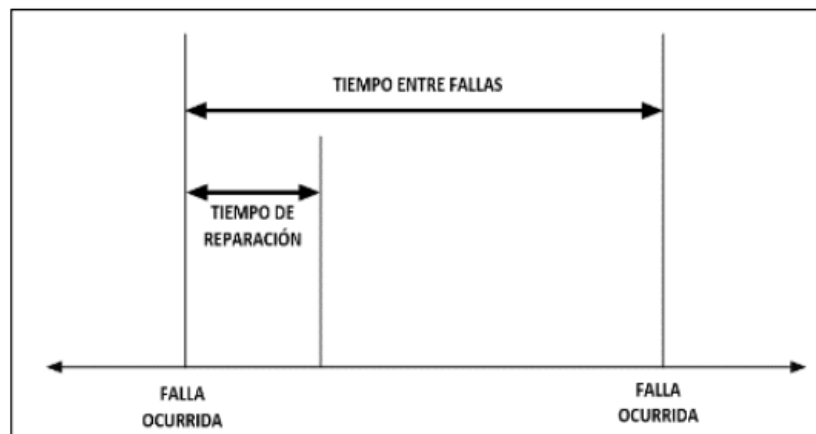 TIEMPO ENTRE FALLAS
TIEMPO DE
REPARACIÓN
FALLA
OCURRIDA
FALLA
OCURRIDA